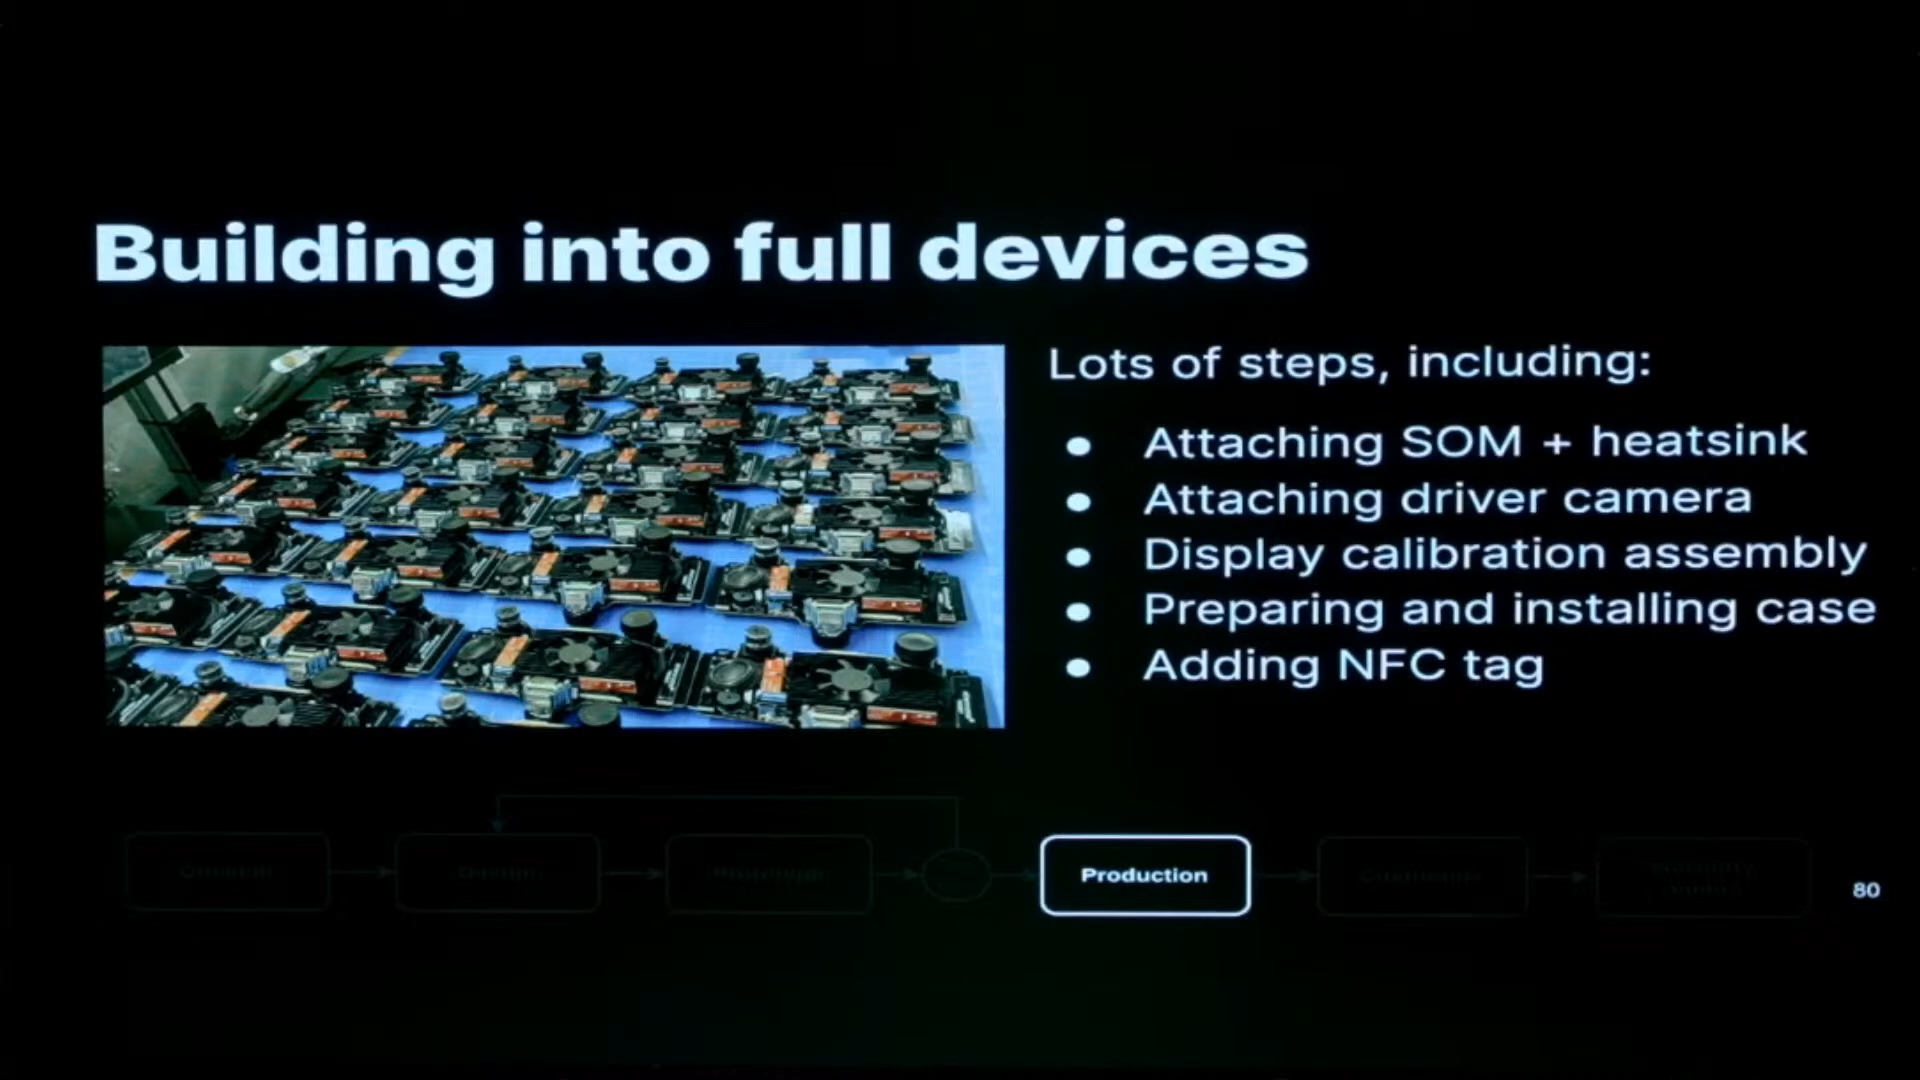 Building into full devices
Lots of steps, including:
● Attaching SOM + heatsink
● Attaching driver camera
● Display calibration assembly
● Preparing and installing case
● Adding NFC tag
Production
80